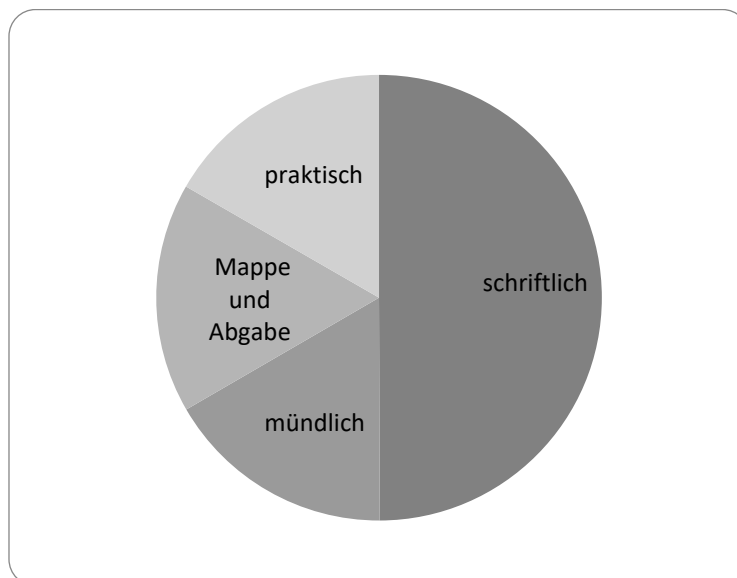 praktisch
schriftlich
Mappe
und
Abgabe
mündlich